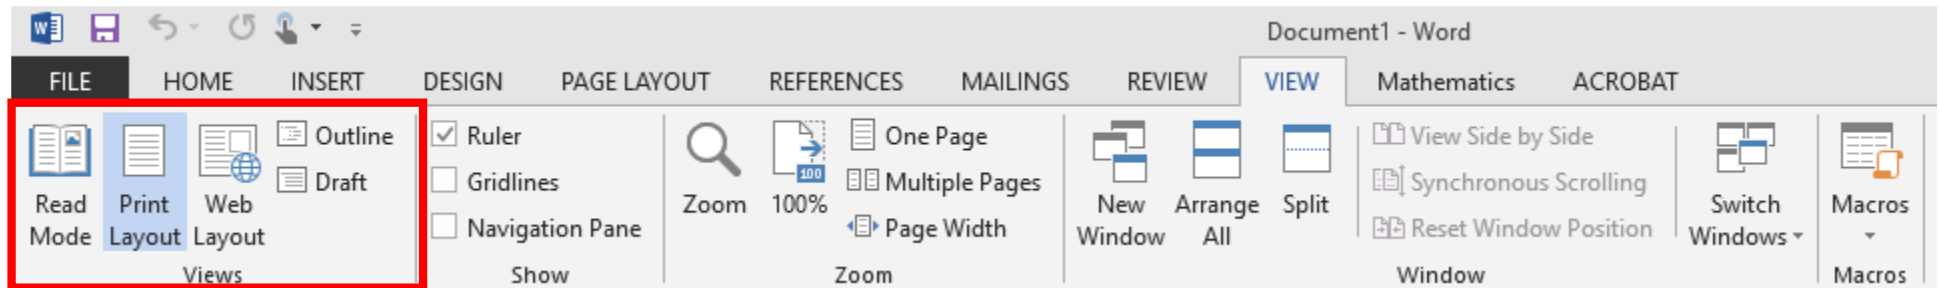 Document1 - Word
FILE HOME INSERT DESIGN PAGE LAYOUT REFERENCES MAILINGS REVIEW VIEW Mathematics ACROBAT
Read Mode
Print Layout
Web Layout
Outline
Draft
Views
Ruler
Gridlines
Navigation Pane
Show
Zoom
100
100%
One Page
Multiple Pages
Page Width
Zoom
New Window
Arrange All
Split
View Side by Side
Synchronous Scrolling
Reset Window Position
Switch Windows
Window
Macros
Macros